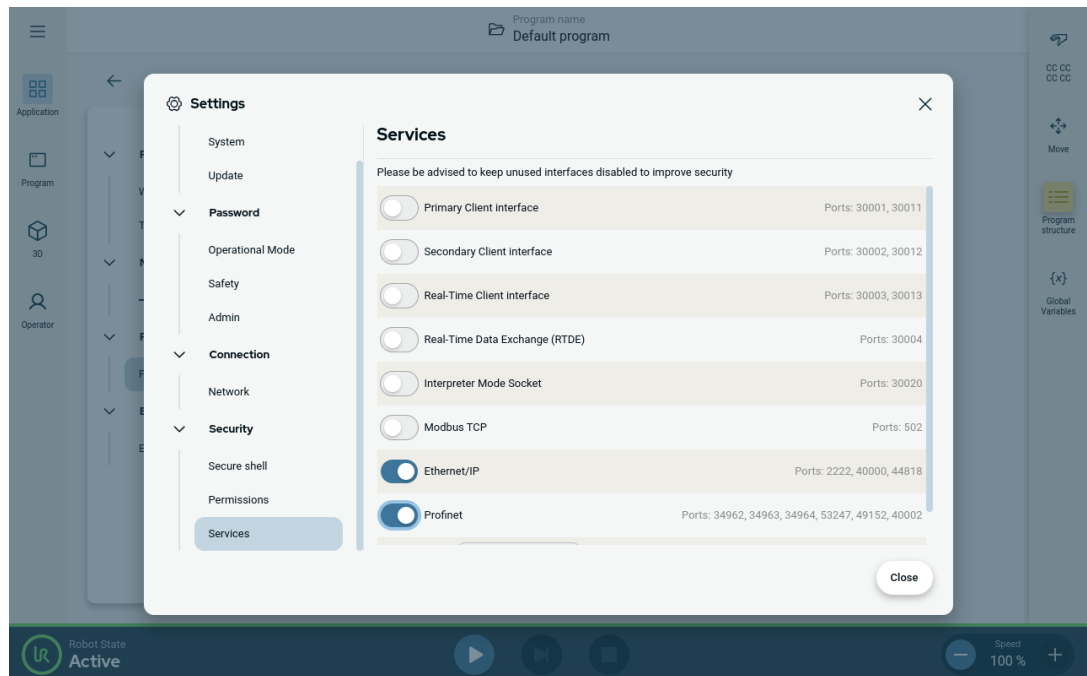 Program name
Default program
Application
Program
3D
Operator
Settings
System
Update
Password
Operational Mode
Safety
Admin
Connection
Network
Security
Secure shell
Permissions
Services
Services
Please be advised to keep unused interfaces disabled to improve security
Primary Client interface Ports: 30001, 30011
Secondary Client interface Ports: 30002, 30012
Real-Time Client interface Ports: 30003, 30013
Real-Time Data Exchange (RTDE) Ports: 30004
Interpreter Mode Socket Ports: 30020
Modbus TCP Ports: 502
Ethernet/IP Ports: 2222, 40000, 44818
Profinet Ports: 34962, 34963, 34964, 53247, 49152, 40002
Close
CC CC
CC CC
Move
Program
structure
{x}
Global
Variables
Robot State
Active
Speed
100 %